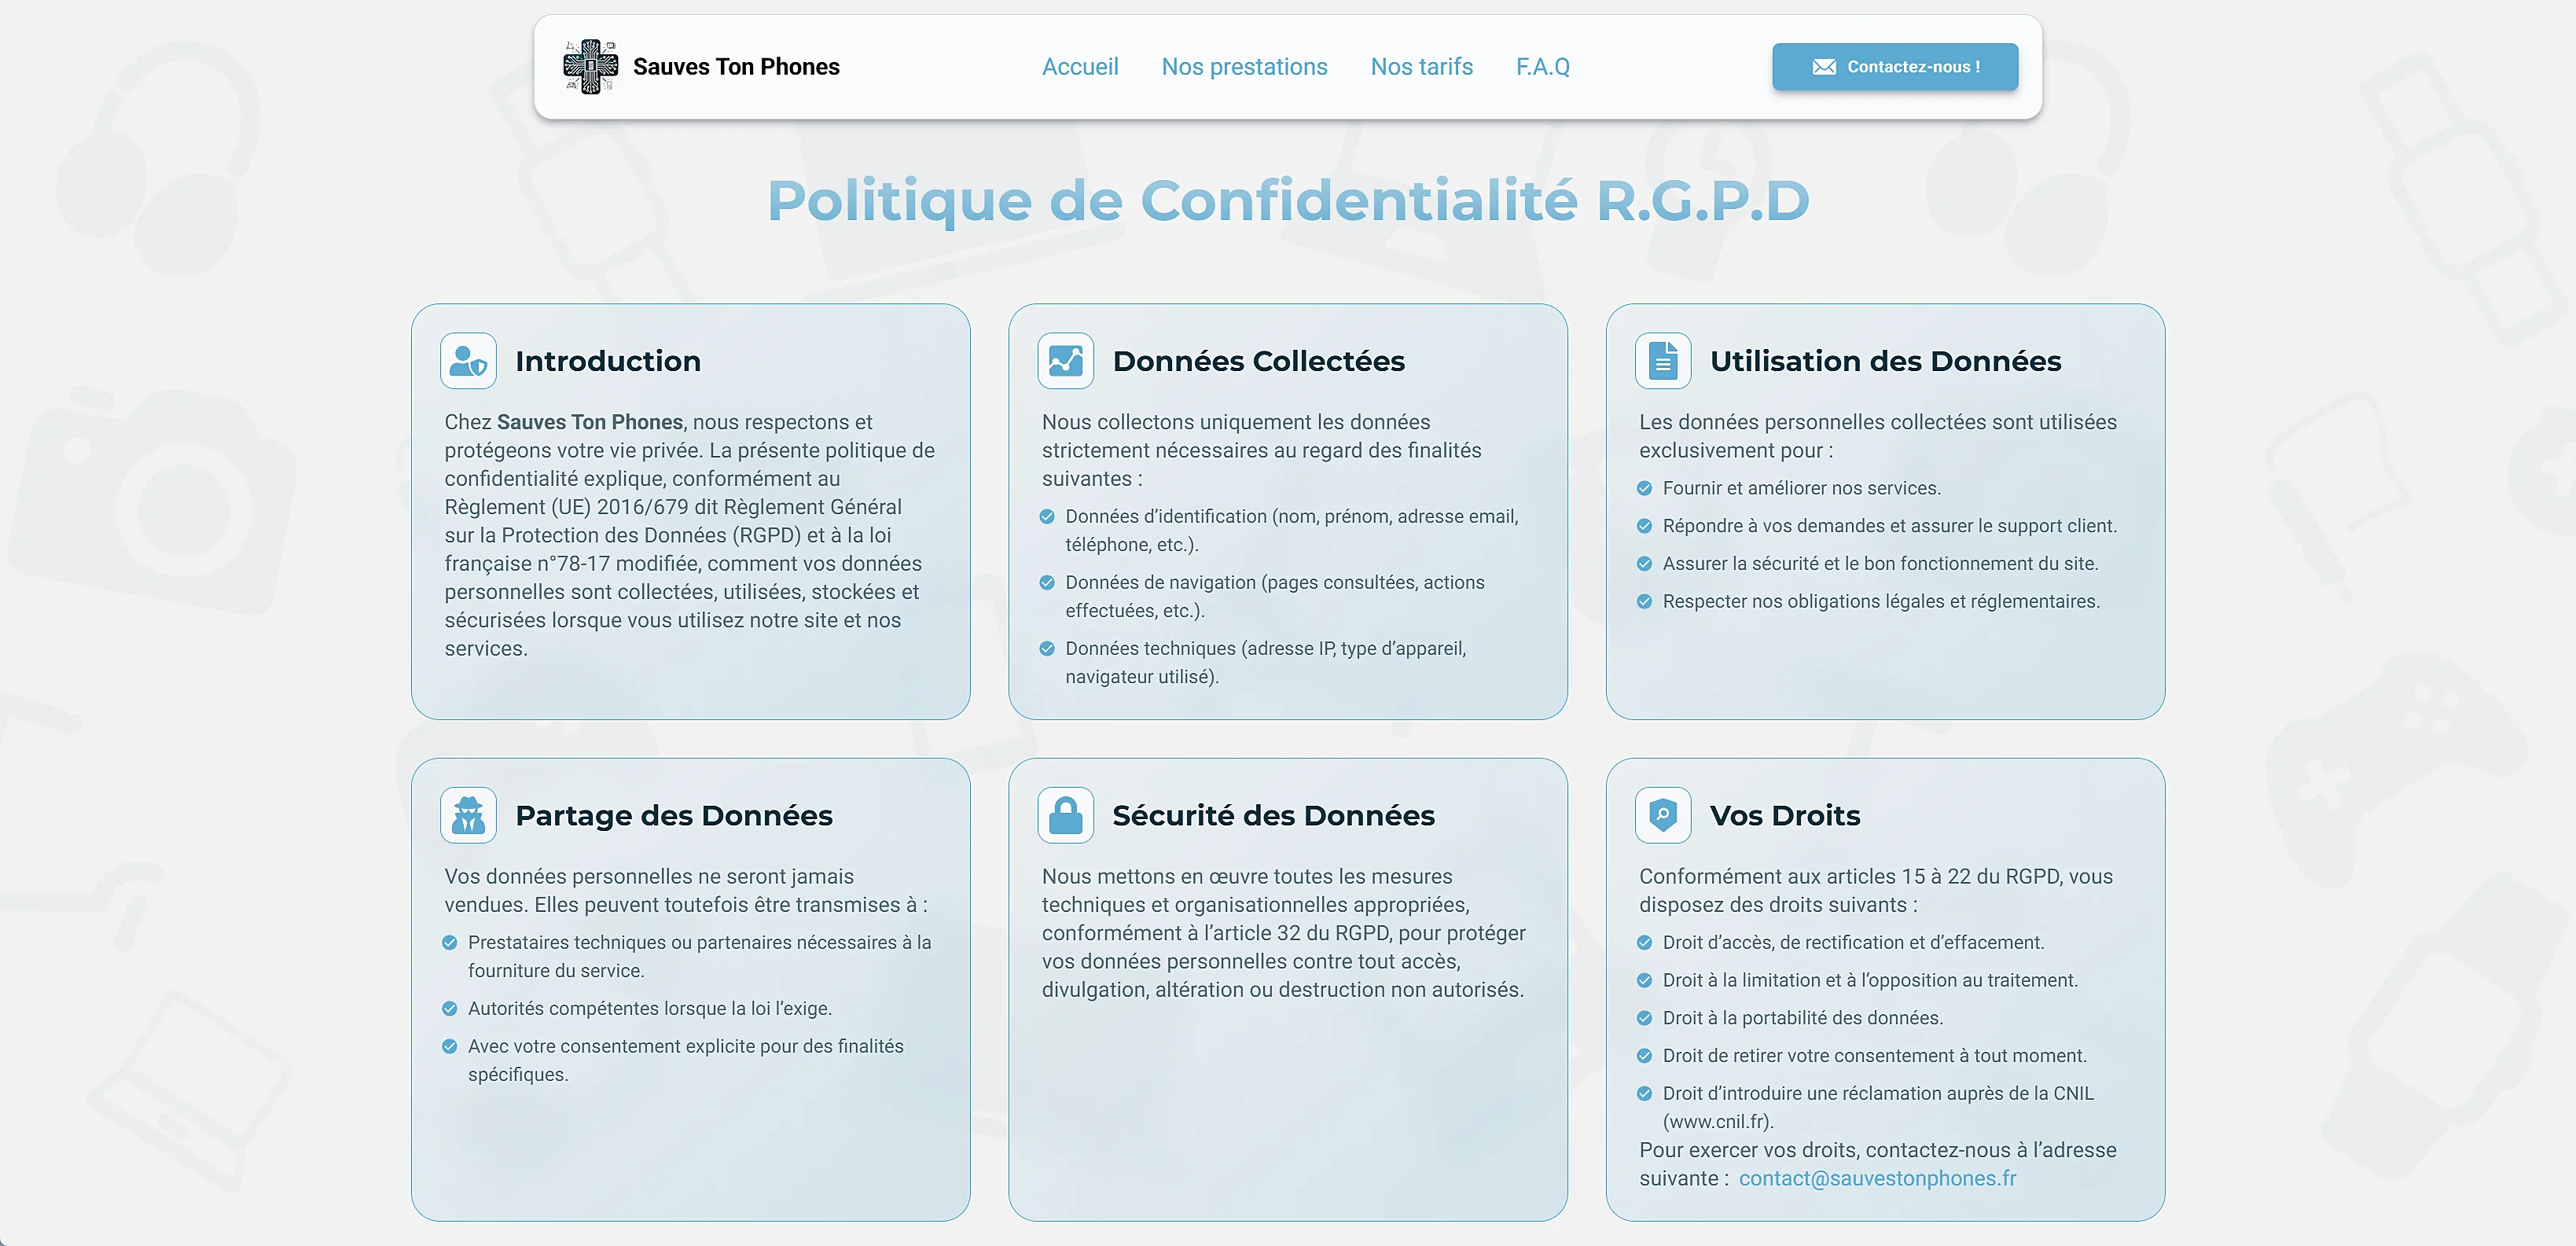 Sauves Ton Phones
Accueil
Nos prestations
Nos tarifs
F.A.Q
Contactez-nous !
Politique de Confidentialité R.G.P.D
Introduction
Chez Sauves Ton Phones, nous respectons et
protégeons votre vie privée. La présente politique de
confidentialité explique, conformément au
Règlement (UE) 2016/679 dit Règlement Général
sur la Protection des Données (RGPD) et à la loi
française n°78-17 modifiée, comment vos données
personnelles sont collectées, utilisées, stockées et
sécurisées lorsque vous utilisez notre site et nos
services.
Données Collectées
Nous collectons uniquement les données
strictement nécessaires au regard des finalités
suivantes :
Données d’identification (nom, prénom, adresse email,
téléphone, etc.).
Données de navigation (pages consultées, actions
effectuées, etc.).
Données techniques (adresse IP, type d’appareil,
navigateur utilisé).
Utilisation des Données
Les données personnelles collectées sont utilisées
exclusivement pour :
Fournir et améliorer nos services.
Répondre à vos demandes et assurer le support client.
Assurer la sécurité et le bon fonctionnement du site.
Respecter nos obligations légales et réglementaires.
Partage des Données
Vos données personnelles ne seront jamais
vendues. Elles peuvent toutefois être transmises à :
Prestataires techniques ou partenaires nécessaires à la
fourniture du service.
Autorités compétentes lorsque la loi l’exige.
Avec votre consentement explicite pour des finalités
spécifiques.
Sécurité des Données
Nous mettons en œuvre toutes les mesures
techniques et organisationnelles appropriées,
conformément à l’article 32 du RGPD, pour protéger
vos données personnelles contre tout accès,
divulgation, altération ou destruction non autorisés.
Vos Droits
Conformément aux articles 15 à 22 du RGPD, vous
disposez des droits suivants :
Droit d’accès, de rectification et d’effacement.
Droit à la limitation et à l’opposition au traitement.
Droit à la portabilité des données.
Droit de retirer votre consentement à tout moment.
Droit d’introduire une réclamation auprès de la CNIL
(www.cnil.fr).
Pour exercer vos droits, contactez-nous à l’adresse
suivante : contact@sauvestonphones.fr